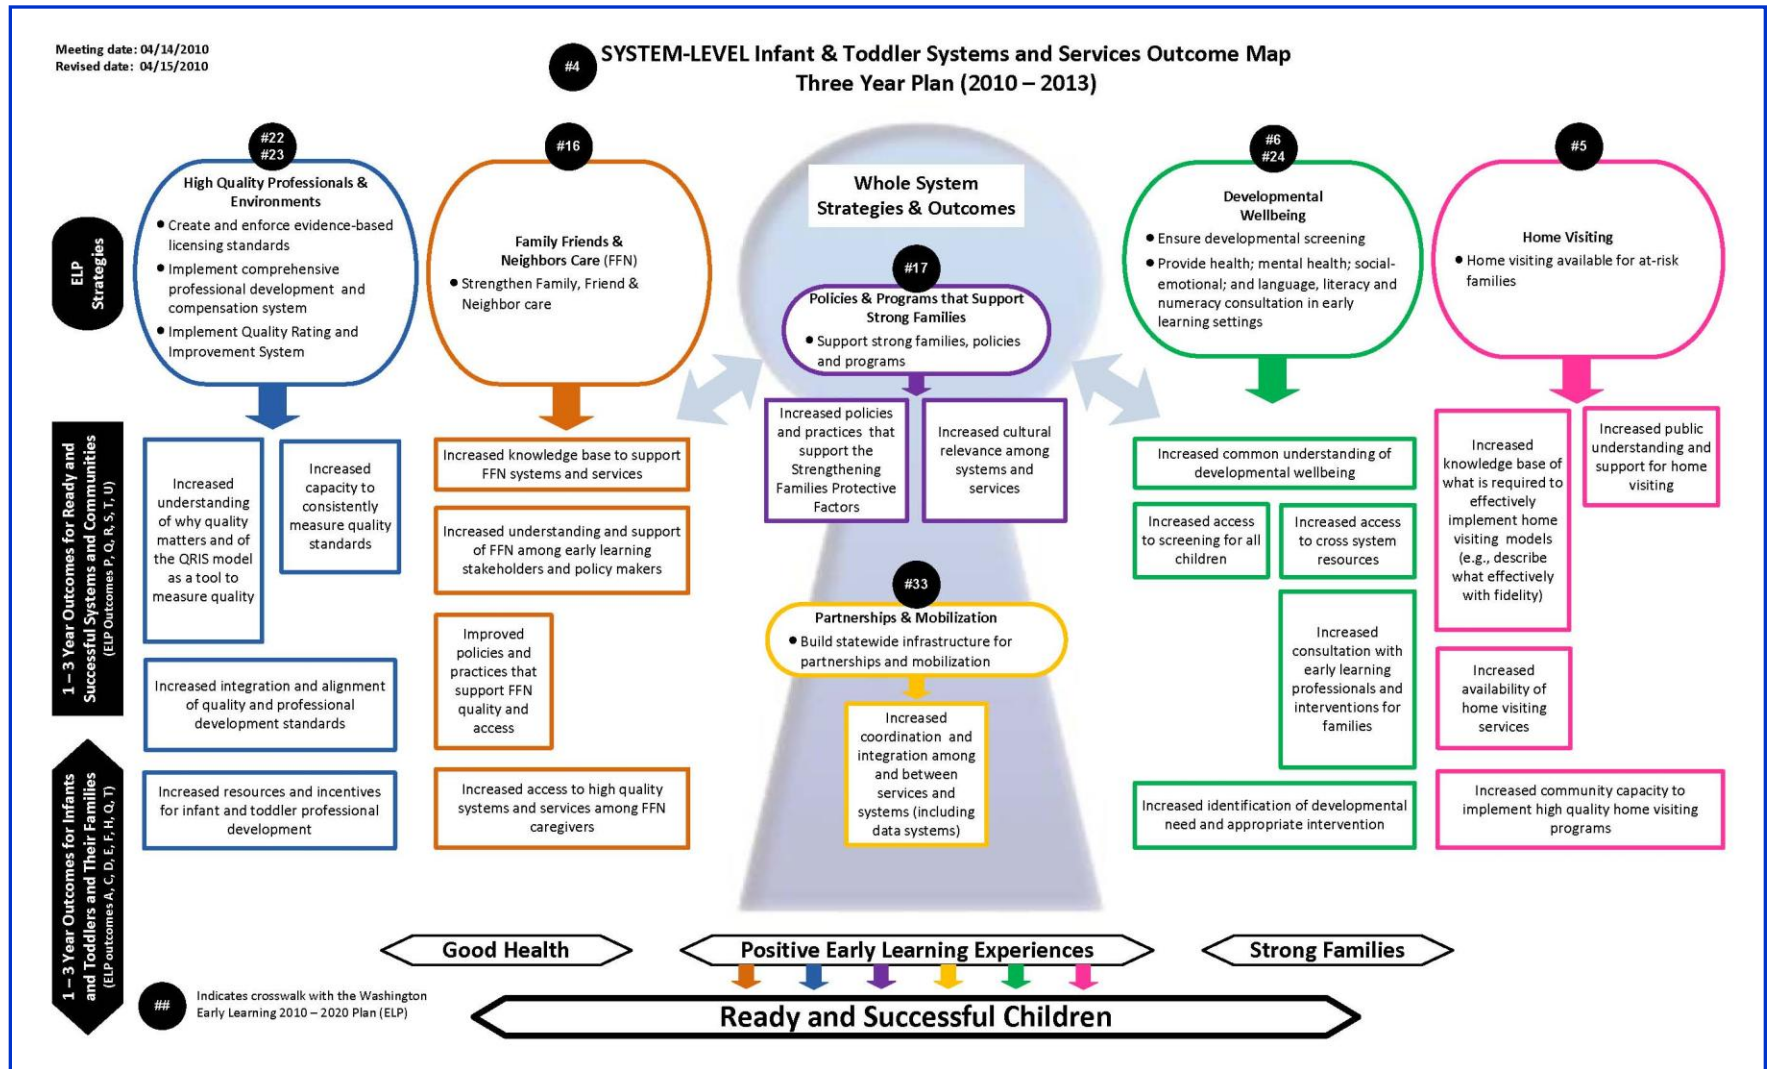 Meeting date: 04/14/2010
Revised date: 04/15/2010
#4
SYSTEM-LEVEL Infant & Toddler Systems and Services Outcome Map
Three Year Plan (2010 – 2013)
ELP
Strategies
#22
#23
High Quality Professionals &
Environments
● Create and enforce evidence-based
licensing standards
● Implement comprehensive
professional development and
compensation system
● Implement Quality Rating and
Improvement System
#16
Family Friends &
Neighbors Care (FFN)
● Strengthen Family, Friend &
Neighbor care
Whole System
Strategies & Outcomes
#17
Policies & Programs that Support
Strong Families
● Support strong families, policies
and programs
#6
#24
Developmental
Wellbeing
● Ensure developmental screening
● Provide health; mental health; social-
emotional; and language, literacy and
numeracy consultation in early
learning settings
#5
Home Visiting
● Home visiting available for at-risk
families
1 – 3 Year Outcomes for Ready and
Successful Systems and Communities
(ELP Outcomes P, Q, R, S, T, U)
Increased
understanding
of why quality
matters and of
the QRIS model
as a tool to
measure quality
Increased
capacity to
consistently
measure quality
standards
Increased integration and alignment
of quality and professional
development standards
Increased resources and incentives
for infant and toddler professional
development
Increased knowledge base to support
FFN systems and services
Increased understanding and support
of FFN among early learning
stakeholders and policy makers
Improved
policies and
practices that
support FFN
quality and
access
Increased access to high quality
systems and services among FFN
caregivers
Increased policies
and practices that
support the
Strengthening
Families Protective
Factors
Increased cultural
relevance among
systems and
services
#33
Partnerships & Mobilization
● Build statewide infrastructure for
partnerships and mobilization
Increased
coordination and
integration among
and between
services and
systems (including
data systems)
Increased common understanding of
developmental wellbeing
Increased access
to screening for all
children
Increased access
to cross system
resources
Increased
consultation with
early learning
professionals and
interventions for
families
Increased identification of developmental
need and appropriate intervention
Increased
knowledge base of
what is required to
effectively
implement home
visiting models
(e.g., describe
what effectively
with fidelity)
Increased public
understanding and
support for home
visiting
Increased
availability of
home visiting
services
Increased community capacity to
implement high quality home visiting
programs
1 – 3 Year Outcomes for Infants
and Toddlers and Their Families
(ELP Outcomes A, C, D, E, F, H, Q, T)
Good Health
Positive Early Learning Experiences
Strong Families
Ready and Successful Children
##
Indicates crosswalk with the Washington
Early Learning 2010 – 2020 Plan (ELP)